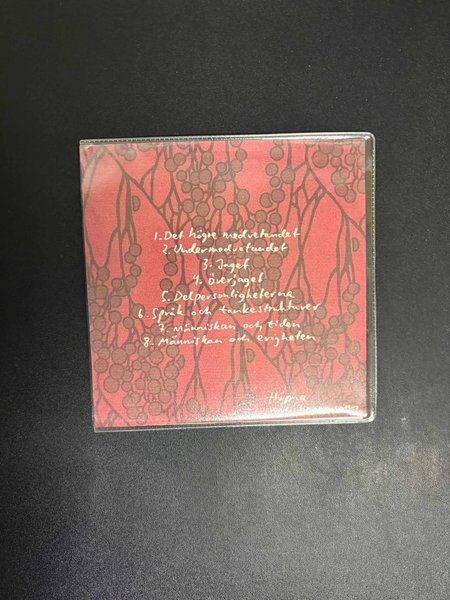 1. Det högre medvetandet
2. Undermedvetandet
3. Jaget
4. Överjaget
5. Delpersonligheterna
6. Språk och tankestrukturer
7. Människan och tiden
8. Människan och evigheten
Häpna